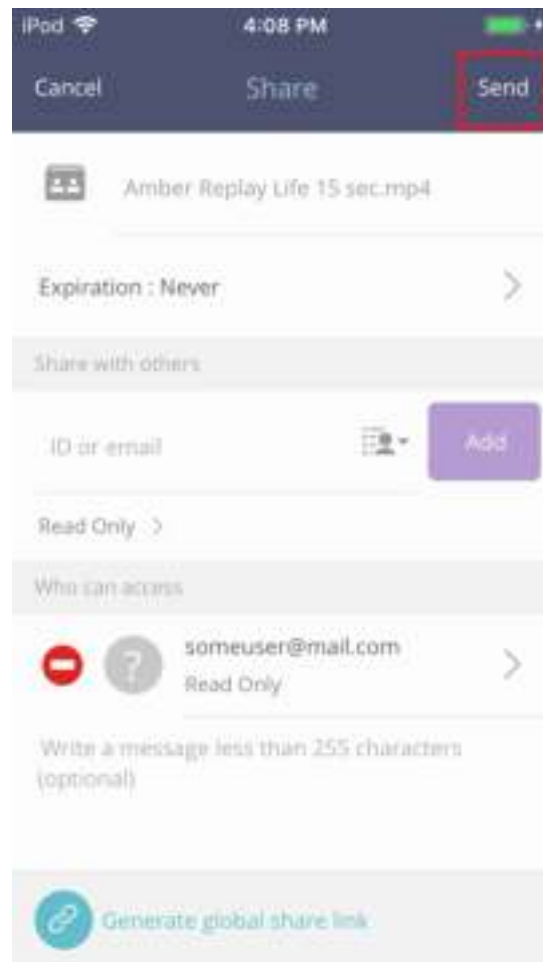 iPod 4:08 PM
Cancel Share Send
Amber Replay Life 15 sec.mp4
Expiration : Never
Share with others
ID or email Add
Read Only
Who can access
someuser@mail.com
Read Only
Write a message less than 255 characters
(optional)
Generate global share link